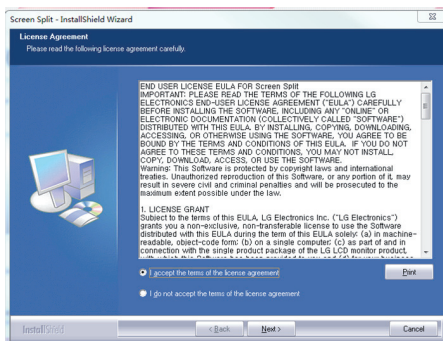 Screen Split - InstallShield Wizard
License Agreement
Please read the following license agreement carefully.
END USER LICENSE EULA FOR Screen Split
IMPORTANT: PLEASE READ THE TERMS OF THE FOLLOWING LG
ELECTRONICS END-USER LICENSE AGREEMENT ("EULA") CAREFULLY
BEFORE INSTALLING THE SOFTWARE, INCLUDING ANY "ONLINE" OR
ELECTRONIC DOCUMENTATION (COLLECTIVELY CALLED "SOFTWARE")
DISTRIBUTED WITH THIS EULA. BY INSTALLING, COPYING, DOWNLOADING,
ACCESSING, OR OTHERWISE USING THE SOFTWARE, YOU AGREE TO BE
BOUND BY THE TERMS AND CONDITIONS OF THIS EULA. IF YOU DO NOT
AGREE TO THESE TERMS AND CONDITIONS, YOU MAY NOT INSTALL,
COPY, DOWNLOAD, ACCESS, OR USE THE SOFTWARE.
Warning: This Software is protected by copyright laws and international
treaties. Unauthorized reproduction of this Software, or any portion of it, may
result in severe civil and criminal penalties and will be prosecuted to the
maximum extent possible under the law.
1. LICENSE GRANT
Subject to the terms of this EULA, LG Electronics Inc. ("LG Electronics")
grants you a non-exclusive, non-transferable license to use the Software
distributed with this EULA during the term of this EULA solely: (a) in machine-
readable, object-code form; (b) on a single computer; (c) as part of and in
connection with the single product package of the LG LCD monitor product,
I accept the terms of the license agreement
Print
I do not accept the terms of the license agreement
InstallShield
< Back
Next >
Cancel